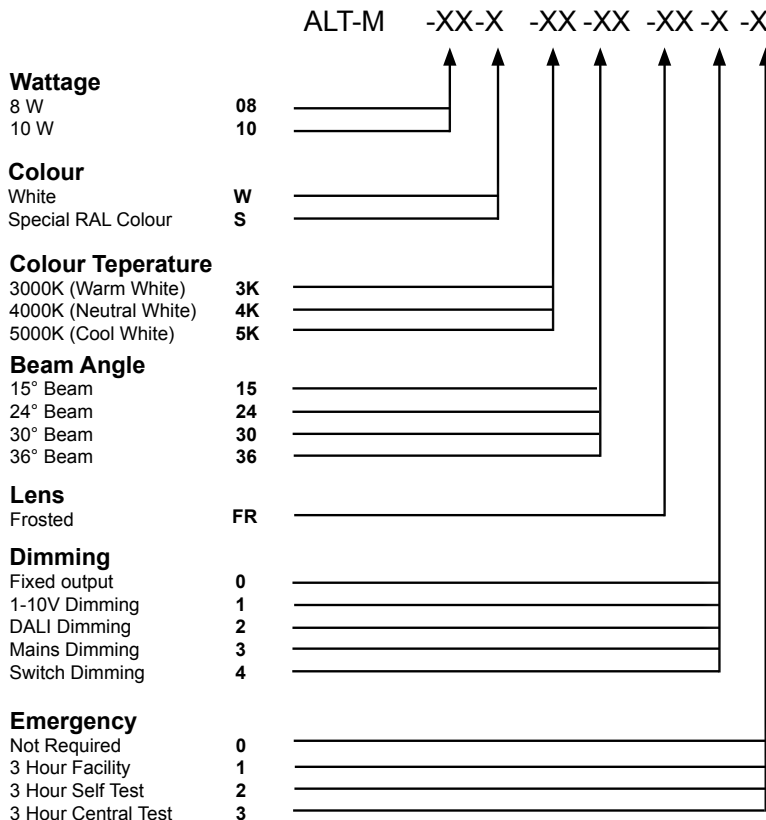 ALT-M -XX-X -XX -XX -XX -X -X
Wattage
8 W 08
10 W 10
Colour
White W
Special RAL Colour S
Colour Teperature
3000K (Warm White) 3K
4000K (Neutral White) 4K
5000K (Cool White) 5K
Beam Angle
15° Beam 15
24° Beam 24
30° Beam 30
36° Beam 36
Lens
Frosted FR
Dimming
Fixed output 0
1-10V Dimming 1
DALI Dimming 2
Mains Dimming 3
Switch Dimming 4
Emergency
Not Required 0
3 Hour Facility 1
3 Hour Self Test 2
3 Hour Central Test 3